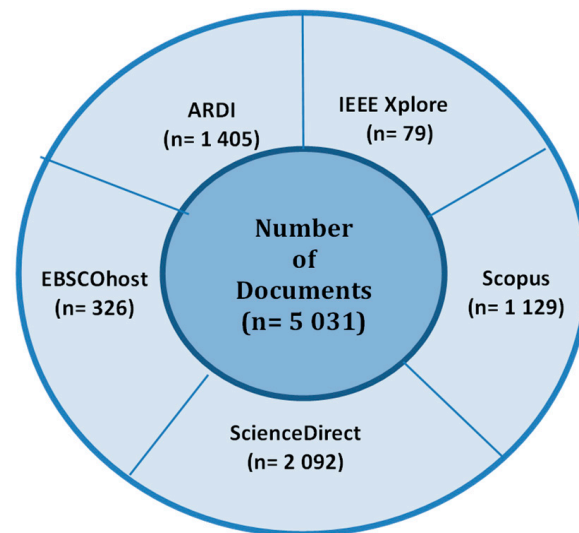 ARDI
(n= 1 405)
IEEE Xplore
(n= 79)
EBSCOhost
(n= 326)
Number
of
Documents
(n= 5 031)
Scopus
(n= 1 129)
ScienceDirect
(n= 2 092)